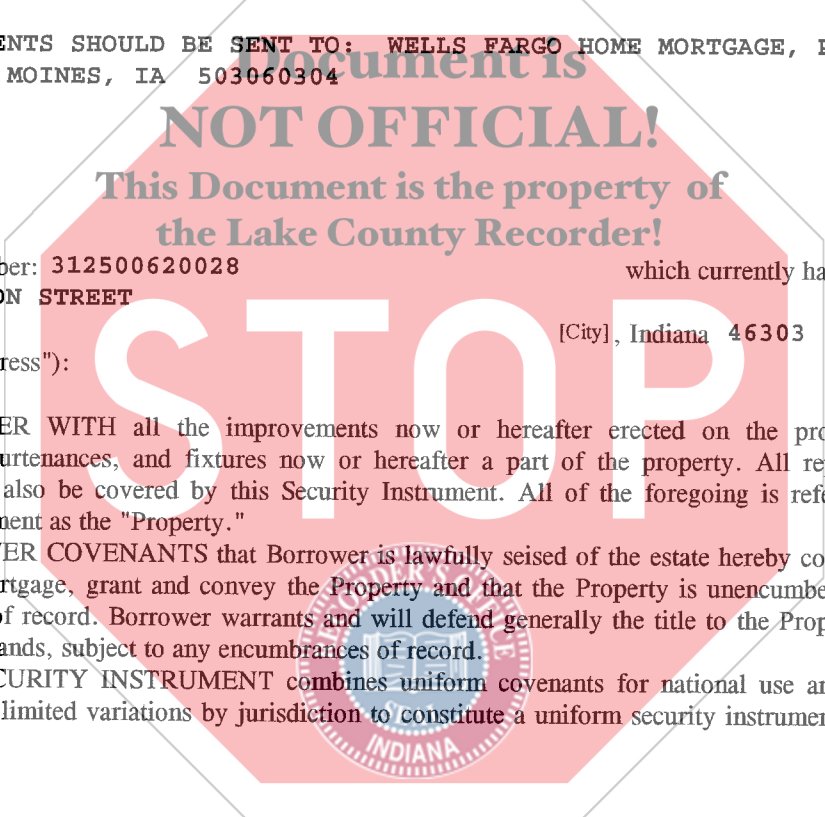 ENTS SHOULD BE SENT TO: WELLS FARGO HOME MORTGAGE, P
MOINES, IA 503060304
Document is
NOT OFFICIAL!
This Document is the property of
the Lake County Recorder!
ber: 312500620028 which currently ha
ON STREET
[City], Indiana 46303
ress"):
STOP
ER WITH all the improvements now or hereafter erected on the pro
urtenances, and fixtures now or hereafter a part of the property. All re
also be covered by this Security Instrument. All of the foregoing is refe
ment as the "Property."
ER COVENANTS that Borrower is lawfully seised of the estate hereby co
rtgage, grant and convey the Property and that the Property is unencumbe
of record. Borrower warrants and will defend generally the title to the Prop
ands, subject to any encumbrances of record.
CURITY INSTRUMENT combines uniform covenants for national use an
limited variations by jurisdiction to constitute a uniform security instrumen
RECORDER'S OFFICE
SEAL
INDIANA